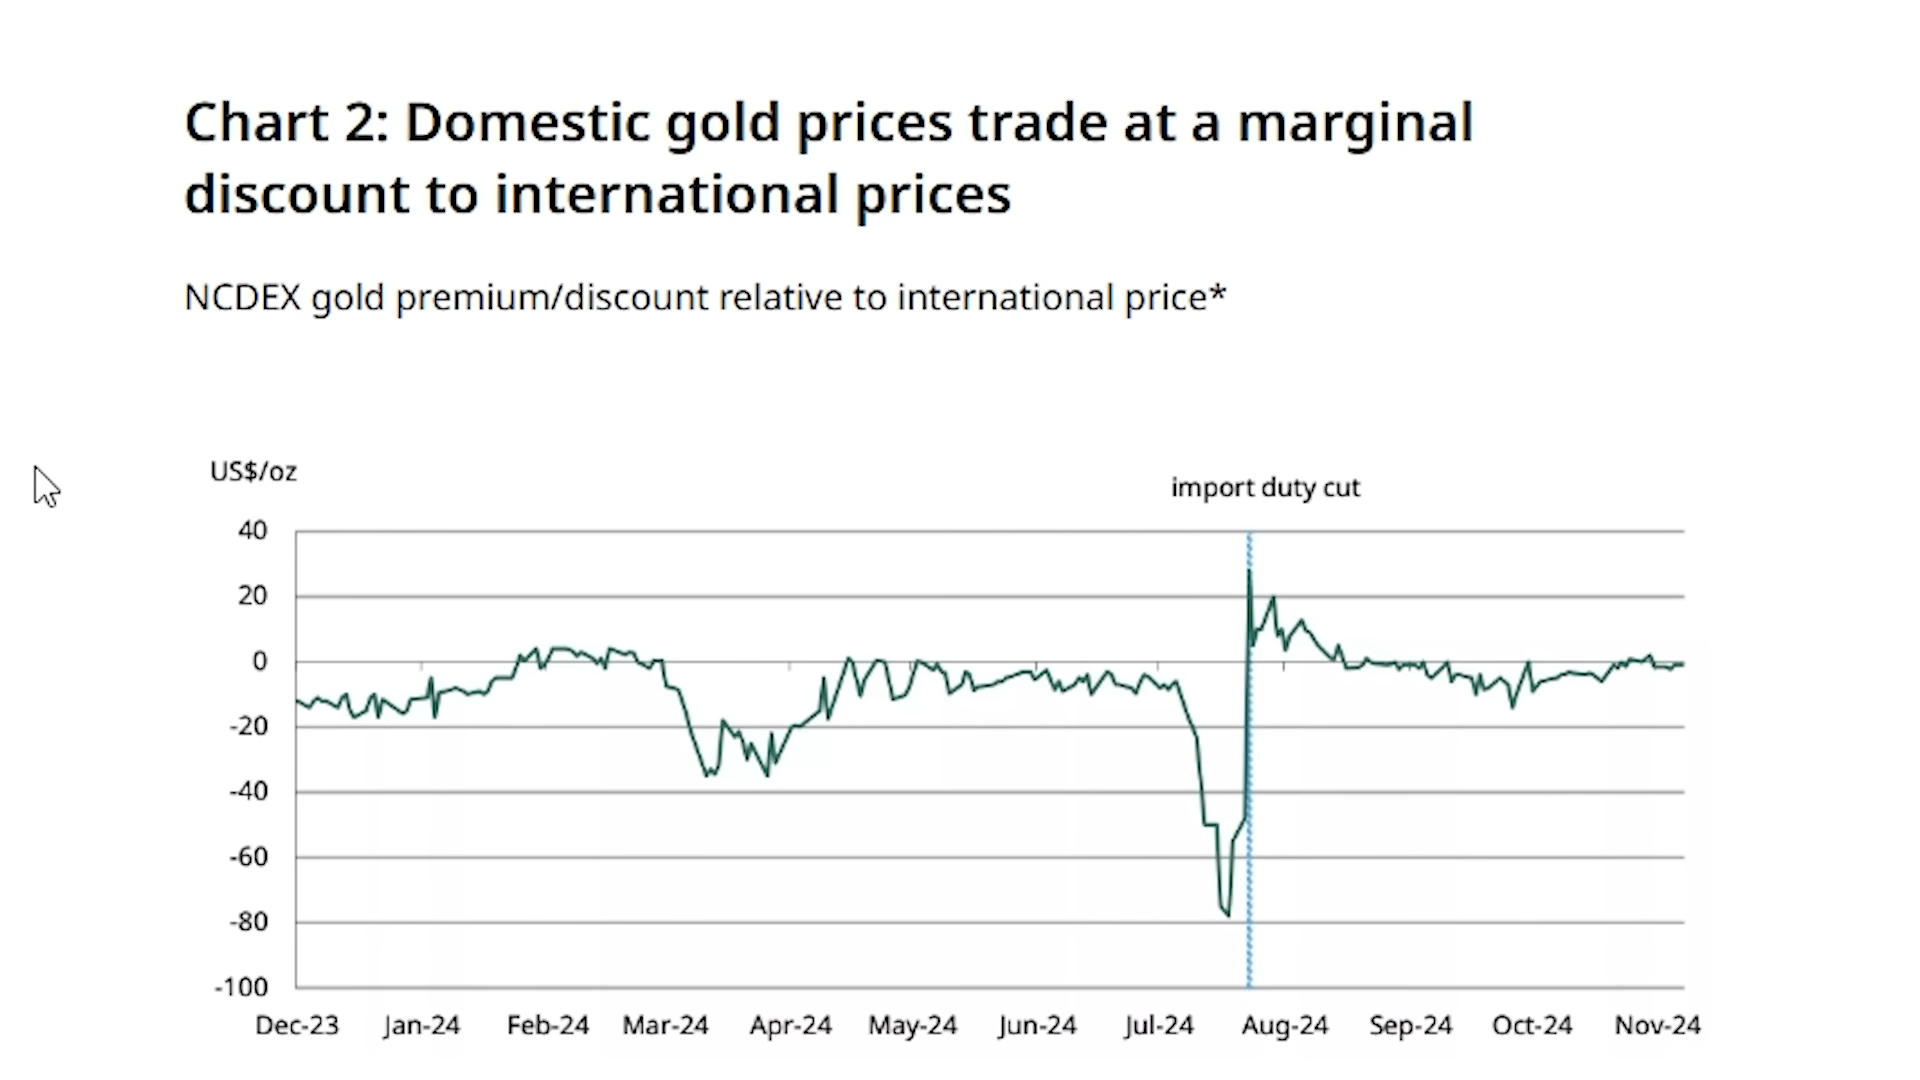 Chart 2: Domestic gold prices trade at a marginal
discount to international prices
NCDEX gold premium/discount relative to international price*
US$/oz
import duty cut
40
20
0
-20
-40
-60
-80
-100
Dec-23 Jan-24 Feb-24 Mar-24 Apr-24 May-24 Jun-24 Jul-24 Aug-24 Sep-24 Oct-24 Nov-24